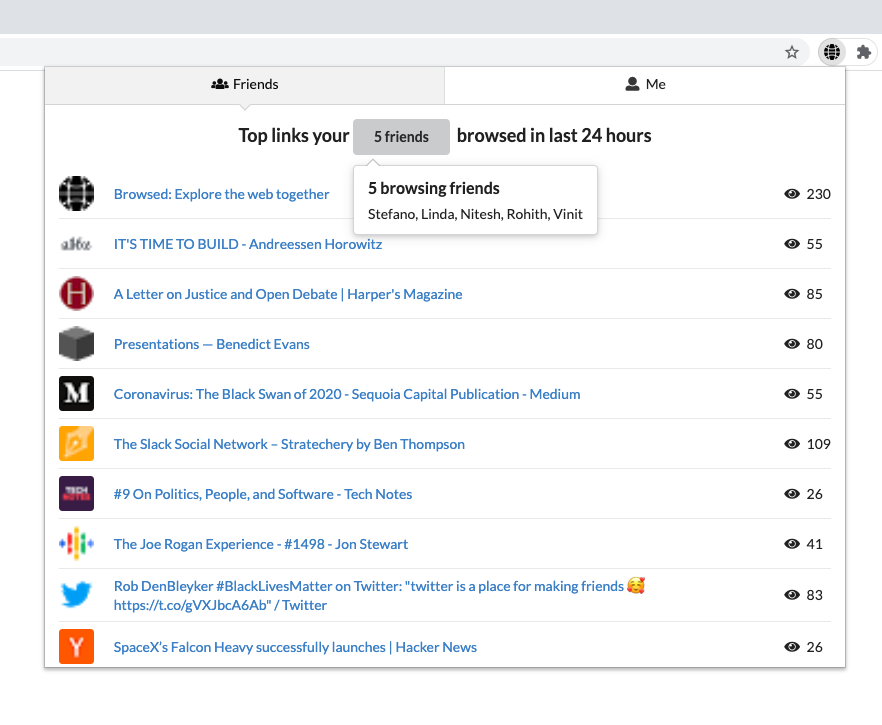 Friends
Me
Top links your 5 friends browsed in last 24 hours
5 browsing friends
Stefano, Linda, Nitesh, Rohith, Vinit
Browsed: Explore the web together 230
a16z
IT'S TIME TO BUILD - Andreessen Horowitz 55
H
A Letter on Justice and Open Debate | Harper's Magazine 85
Presentations — Benedict Evans 80
M
Coronavirus: The Black Swan of 2020 - Sequoia Capital Publication - Medium 55
The Slack Social Network – Stratechery by Ben Thompson 109
TECH
NOTES
#9 On Politics, People, and Software - Tech Notes 26
The Joe Rogan Experience - #1498 - Jon Stewart 41
Rob DenBleyker #BlackLivesMatter on Twitter: "twitter is a place for making friends 🥰
https://t.co/gVXJbcA6Ab" / Twitter 83
Y
SpaceX's Falcon Heavy successfully launches | Hacker News 26